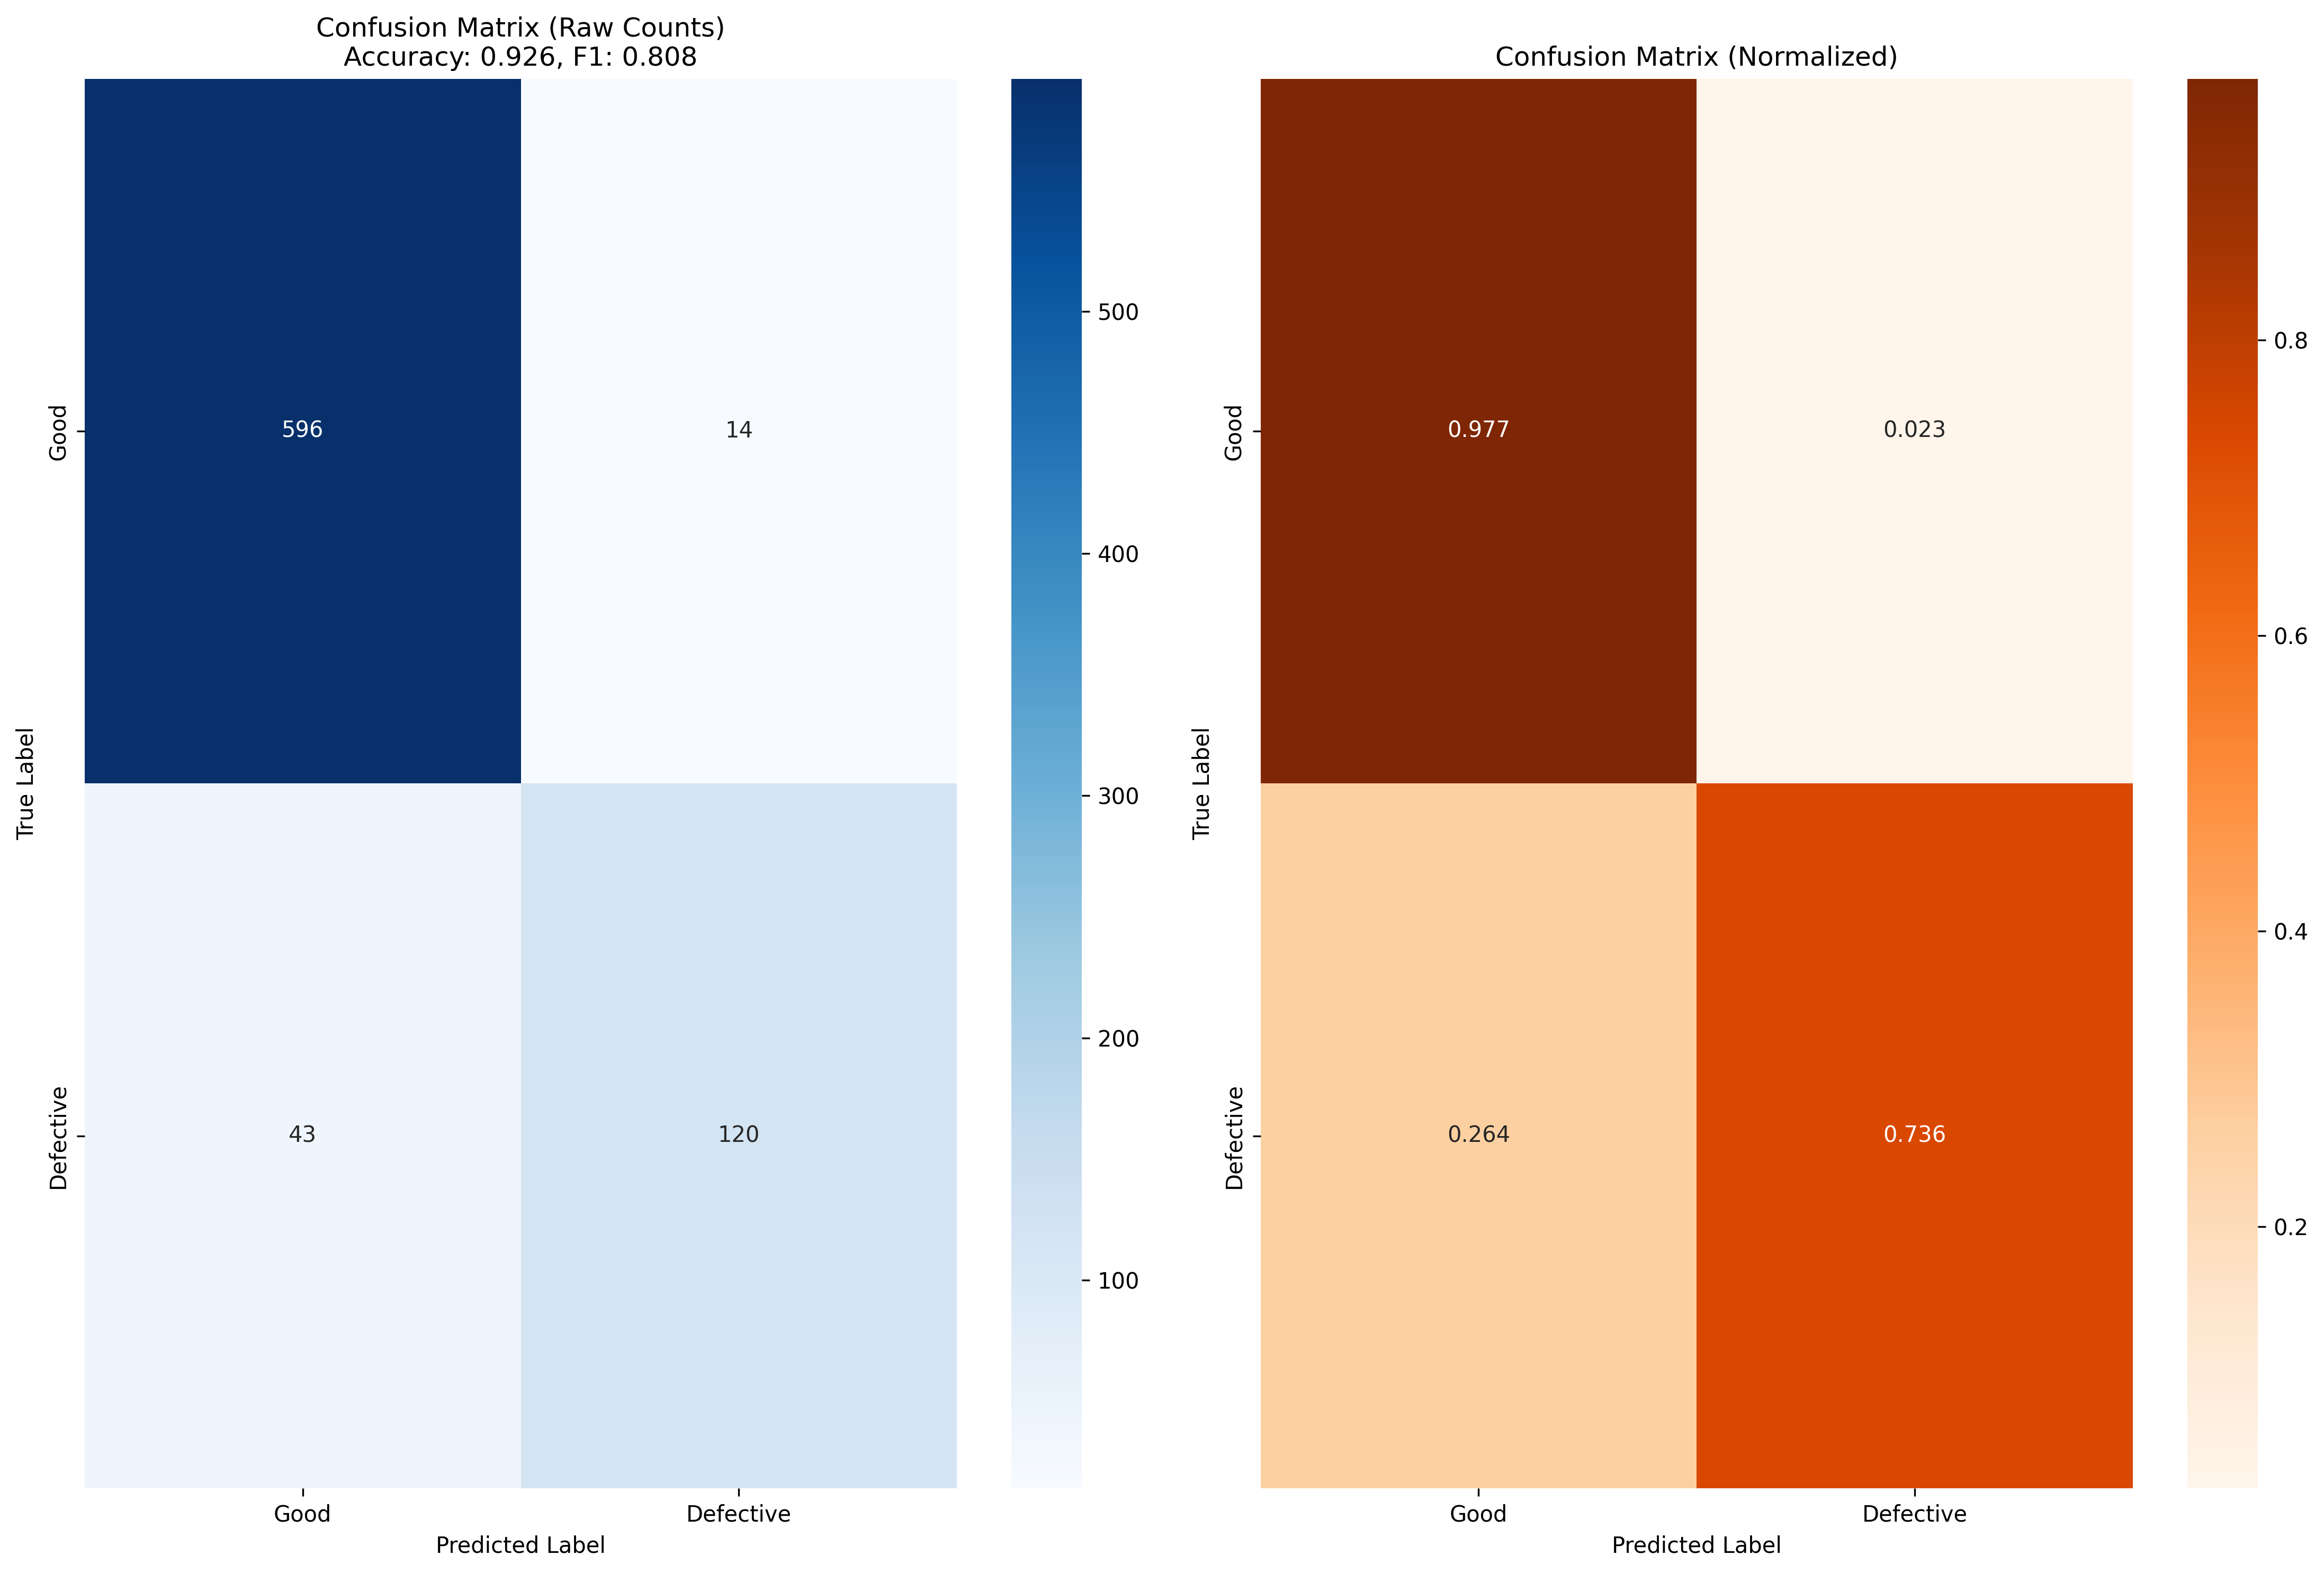 Confusion Matrix (Raw Counts)
Accuracy: 0.926, F1: 0.808
True Label
Good
Defective
596
14
43
120
Good
Defective
Predicted Label
500
400
300
200
100
Confusion Matrix (Normalized)
True Label
Good
Defective
0.977
0.023
0.264
0.736
Good
Defective
Predicted Label
0.8
0.6
0.4
0.2